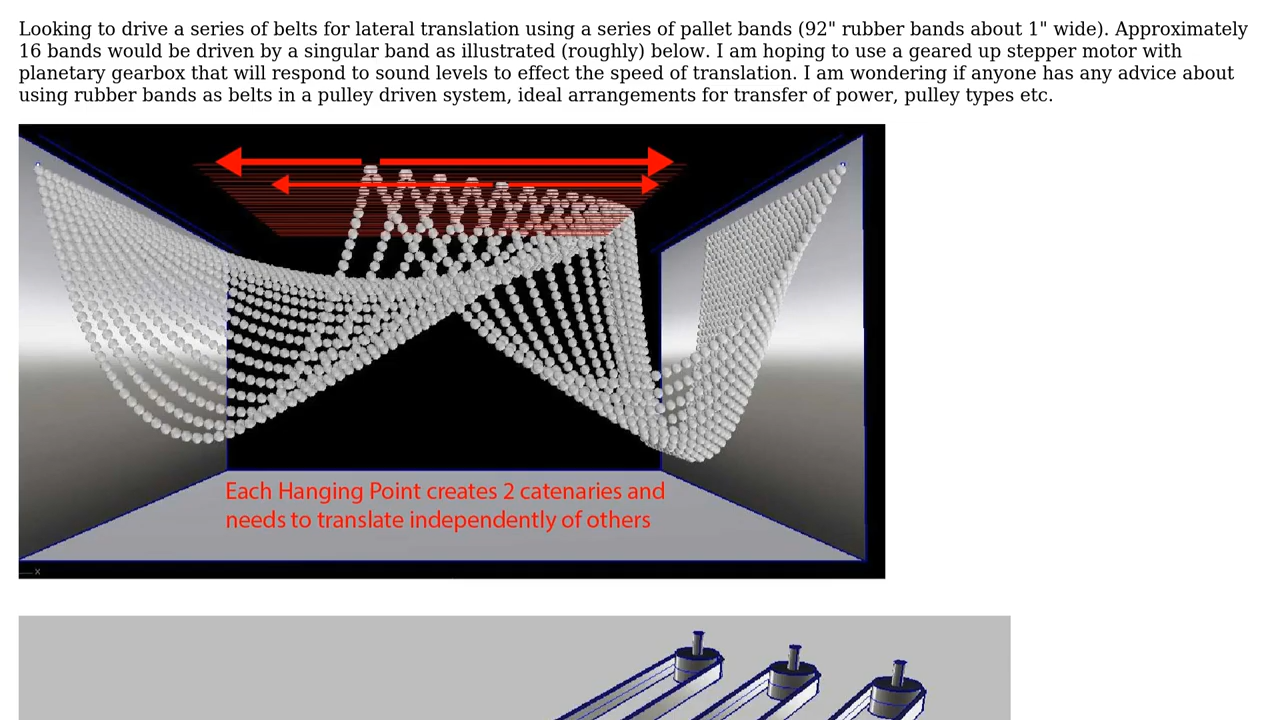 Looking to drive a series of belts for lateral translation using a series of pallet bands (92" rubber bands about 1" wide). Approximately
16 bands would be driven by a singular band as illustrated (roughly) below. I am hoping to use a geared up stepper motor with
planetary gearbox that will respond to sound levels to effect the speed of translation. I am wondering if anyone has any advice about
using rubber bands as belts in a pulley driven system, ideal arrangements for transfer of power, pulley types etc.
Each Hanging Point creates 2 catenaries and
needs to translate independently of others
x